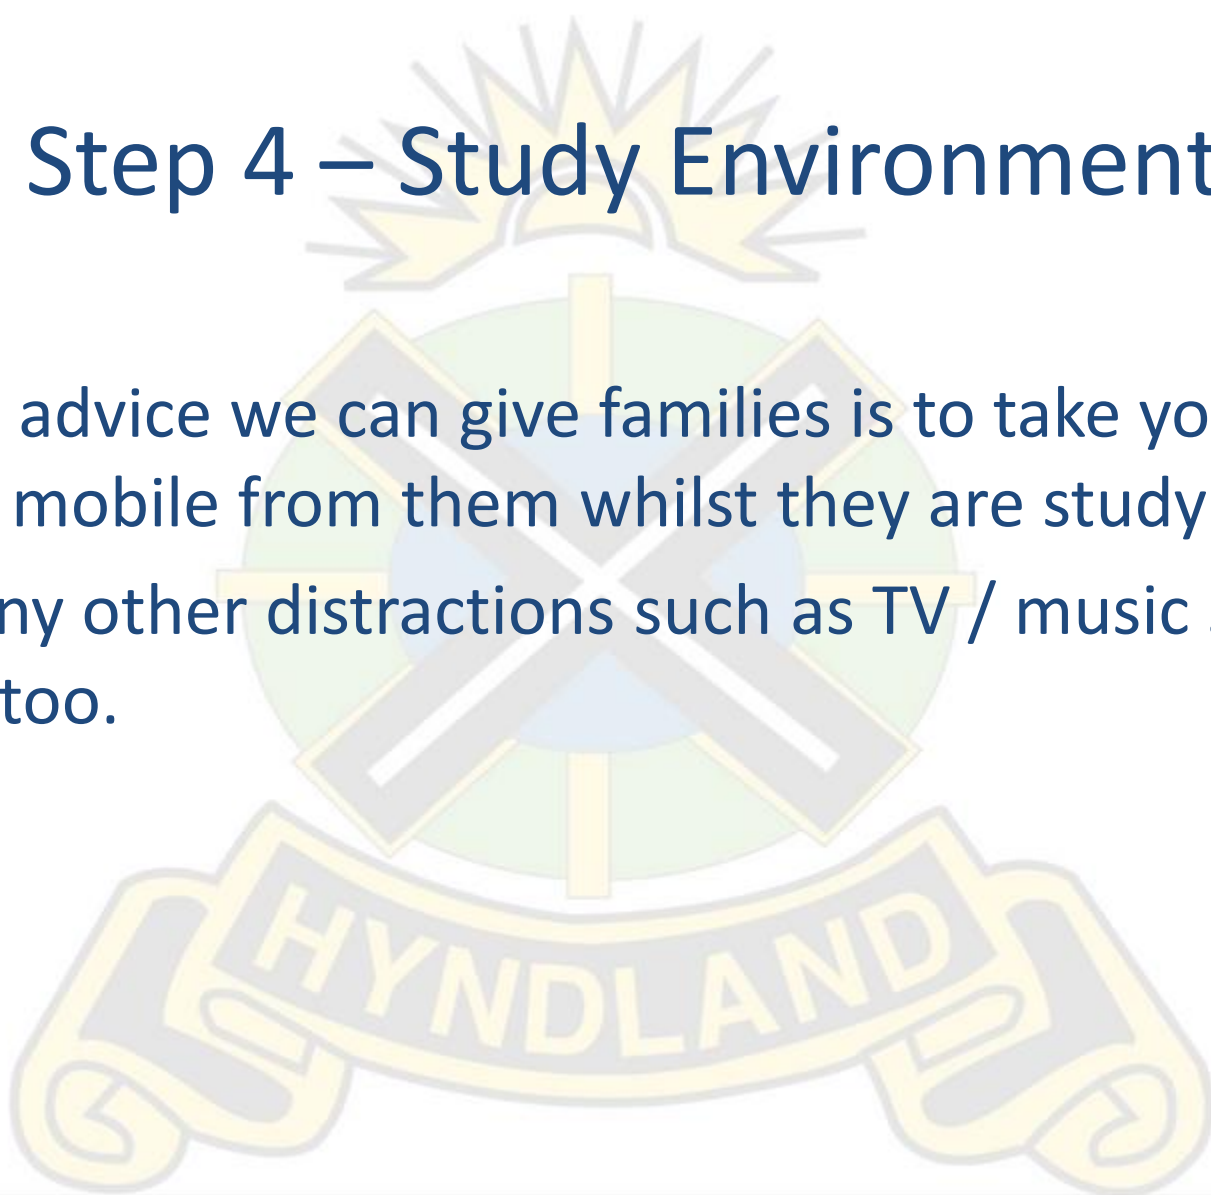 Step 4 – Study Environment
advice we can give families is to take yo
mobile from them whilst they are study
ny other distractions such as TV / music
too.
HYNDLAND